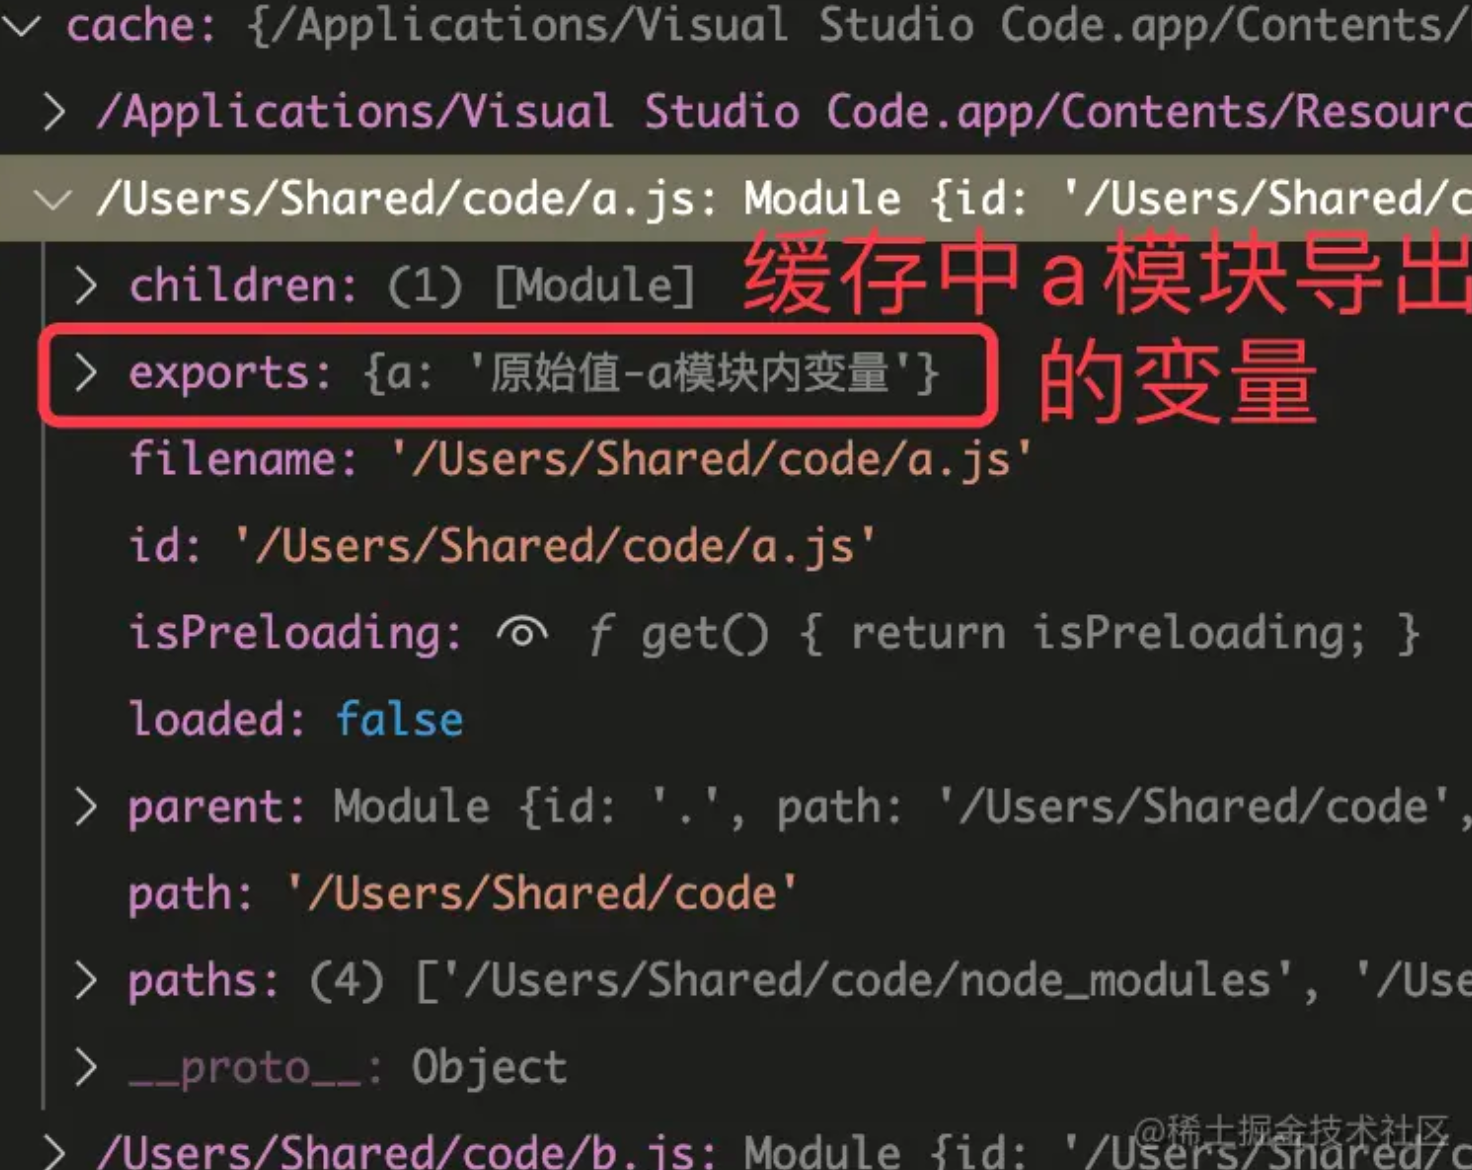 cache: {/Applications/Visual Studio Code.app/Contents/
/Applications/Visual Studio Code.app/Contents/Resourc
/Users/Shared/code/a.js: Module {id: '/Users/Shared/c
children: (1) [Module]
缓存中a模块导出
的变量
exports: {a: '原始值-a模块内变量'}
filename: '/Users/Shared/code/a.js'
id: '/Users/Shared/code/a.js'
isPreloading: ƒ get() { return isPreloading; }
loaded: false
parent: Module {id: '.', path: '/Users/Shared/code',
path: '/Users/Shared/code'
paths: (4) ['/Users/Shared/code/node_modules', '/Use
__proto__: Object
@稀土掘金技术社区
/Users/Shared/code/b.js: Module {id: '/Users/Shared/c